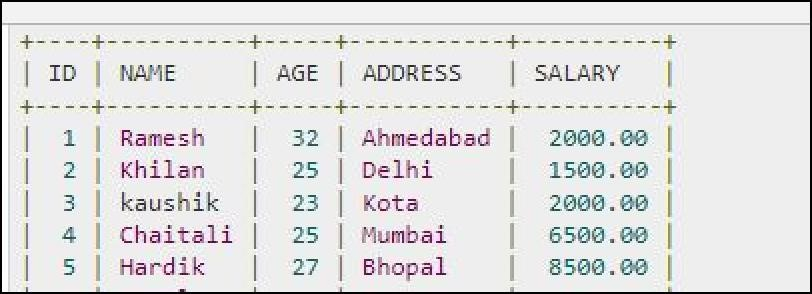 +----+----------+-----+-----------+----------+
| ID | NAME     | AGE | ADDRESS   | SALARY   |
+----+----------+-----+-----------+----------+
|  1 | Ramesh   |  32 | Ahmedabad |  2000.00 |
|  2 | Khilan   |  25 | Delhi     |  1500.00 |
|  3 | kaushik  |  23 | Kota      |  2000.00 |
|  4 | Chaitali |  25 | Mumbai    |  6500.00 |
|  5 | Hardik   |  27 | Bhopal    |  8500.00 |